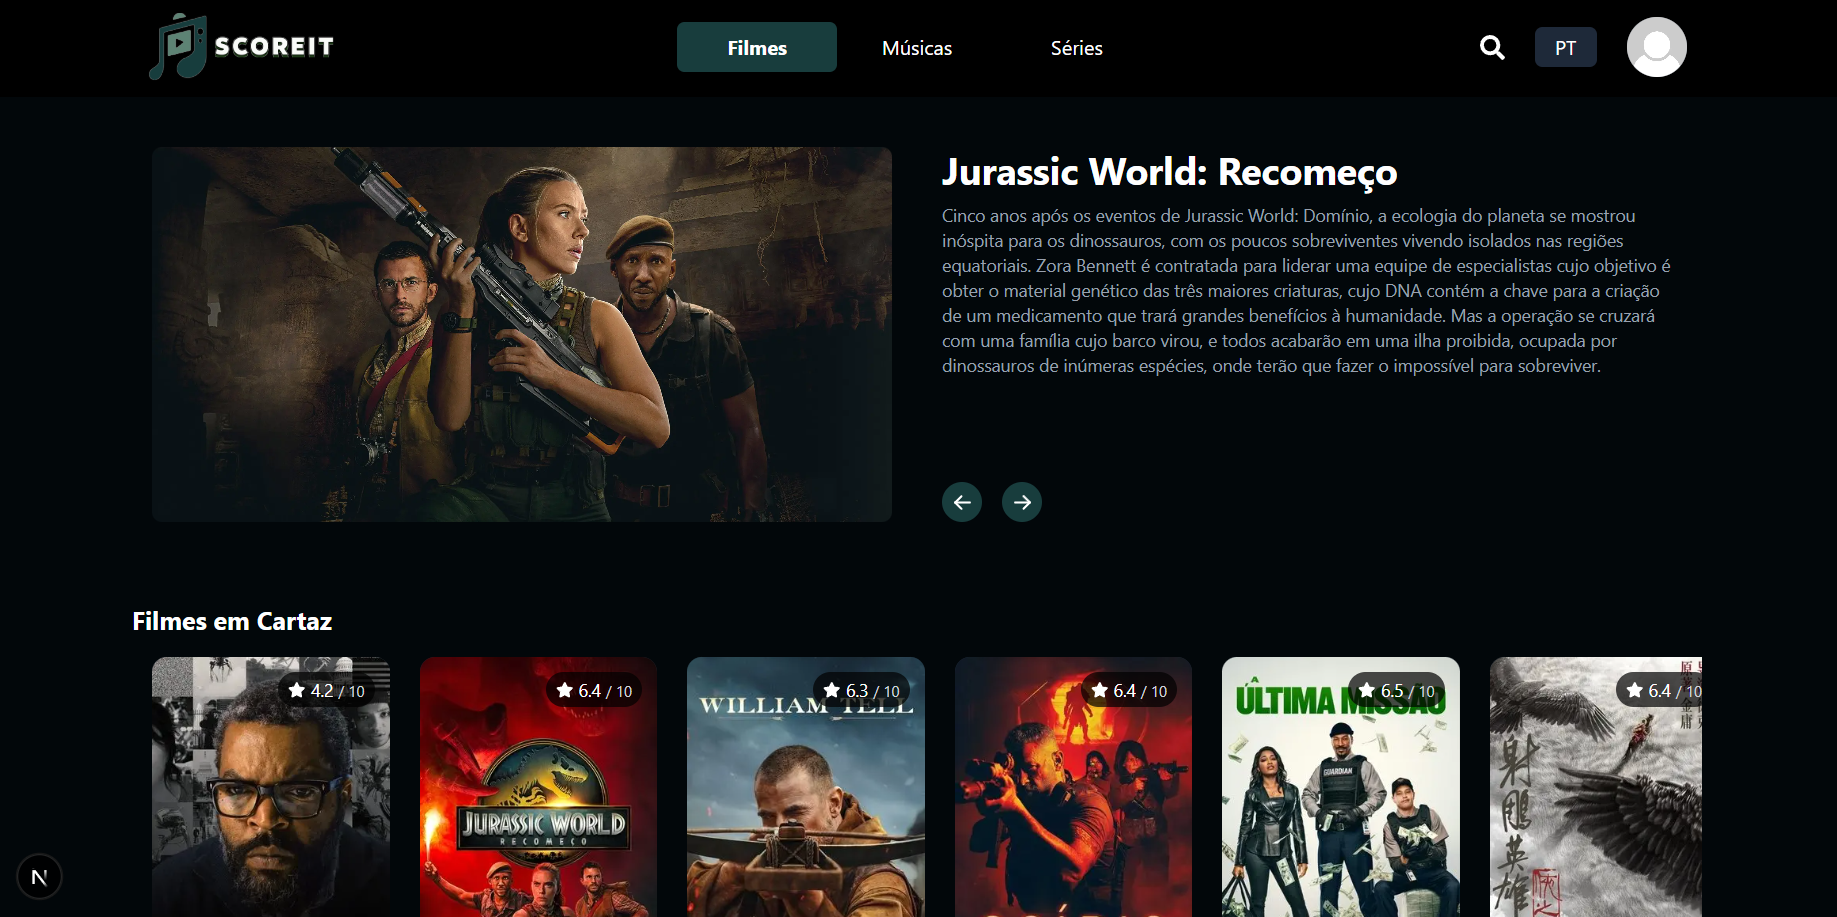 SCOREIT
Filmes
Músicas
Séries
PT
Jurassic World: Recomeço
Cinco anos após os eventos de Jurassic World: Domínio, a ecologia do planeta se mostrou
inóspita para os dinossauros, com os poucos sobreviventes vivendo isolados nas regiões
equatoriais. Zora Bennett é contratada para liderar uma equipe de especialistas cujo objetivo é
obter o material genético das três maiores criaturas, cujo DNA contém a chave para a criação
de um medicamento que trará grandes benefícios à humanidade. Mas a operação se cruzará
com uma família cujo barco virou, e todos acabarão em uma ilha proibida, ocupada por
dinossauros de inúmeras espécies, onde terão que fazer o impossível para sobreviver.
Filmes em Cartaz
4.2 / 10
6.4 / 10
JURASSIC WORLD
RECOMEÇO
6.3 / 10
WILLIAM TELL
6.4 / 10
6.5 / 10
A
ÚLTIMA MISSÃO
GUARDIAN
6.4 / 10
射鵰英雄
N